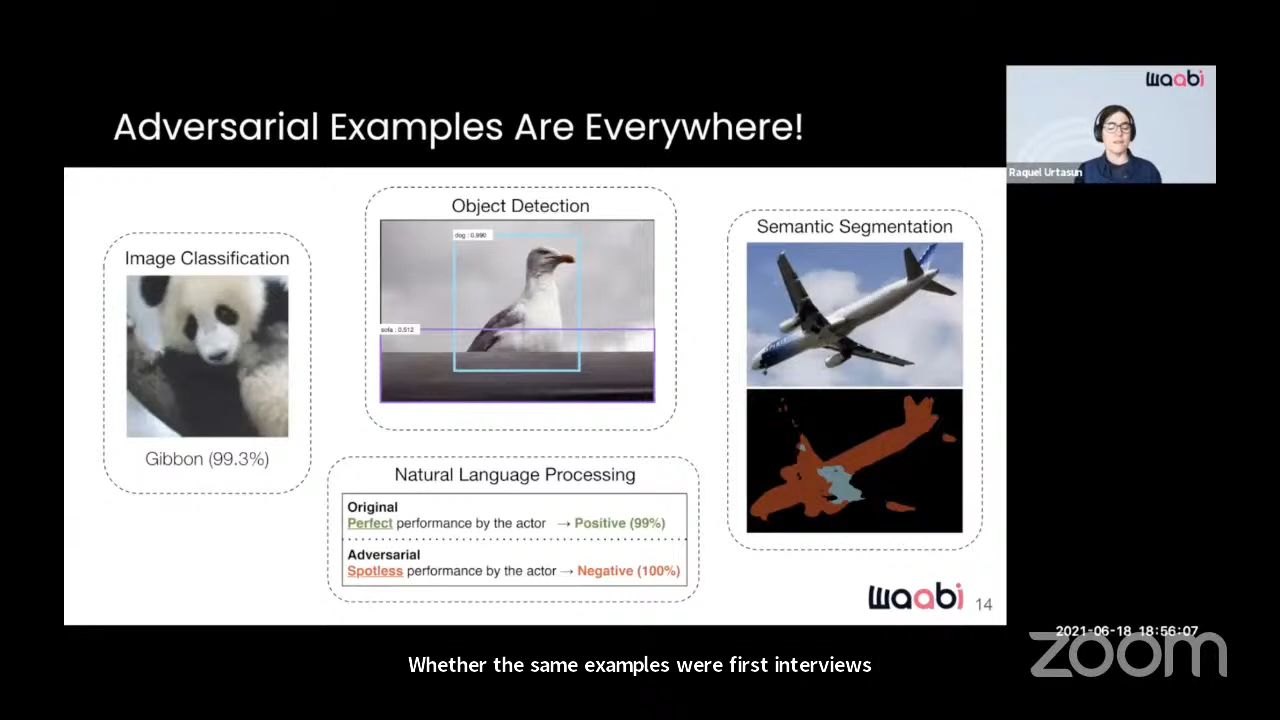 Adversarial Examples Are Everywhere!
waabi
Raquel Urtasun
Image Classification
Gibbon (99.3%)
Object Detection
dog : 0.990
sofa : 0.512
Semantic Segmentation
Natural Language Processing
Original
Perfect performance by the actor → Positive (99%)
Adversarial
Spotless performance by the actor → Negative (100%)
waabi 14
2021-06-18 18:56:07
zoom
Whether the same examples were first interviews